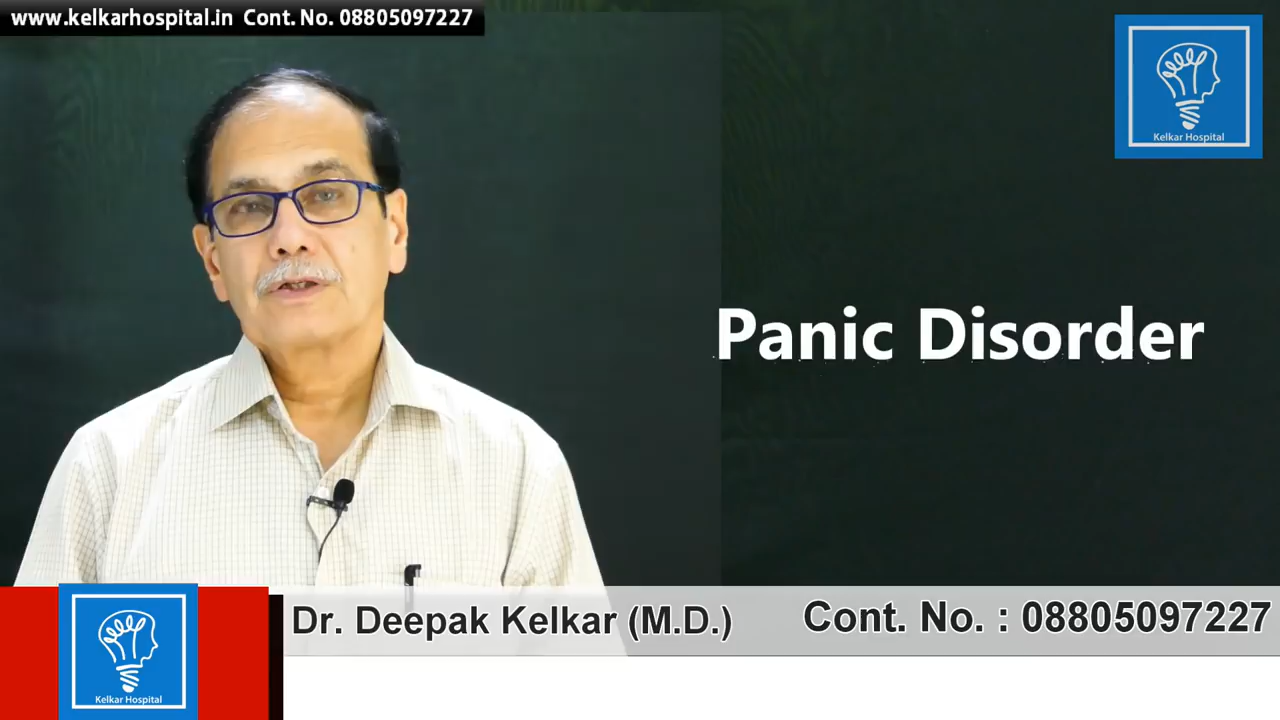 www.kelkarhospital.in Cont. No. 08805097227
Kelkar Hospital
Panic Disorder
Dr. Deepak Kelkar (M.D.) Cont. No. : 08805097227
Kelkar Hospital